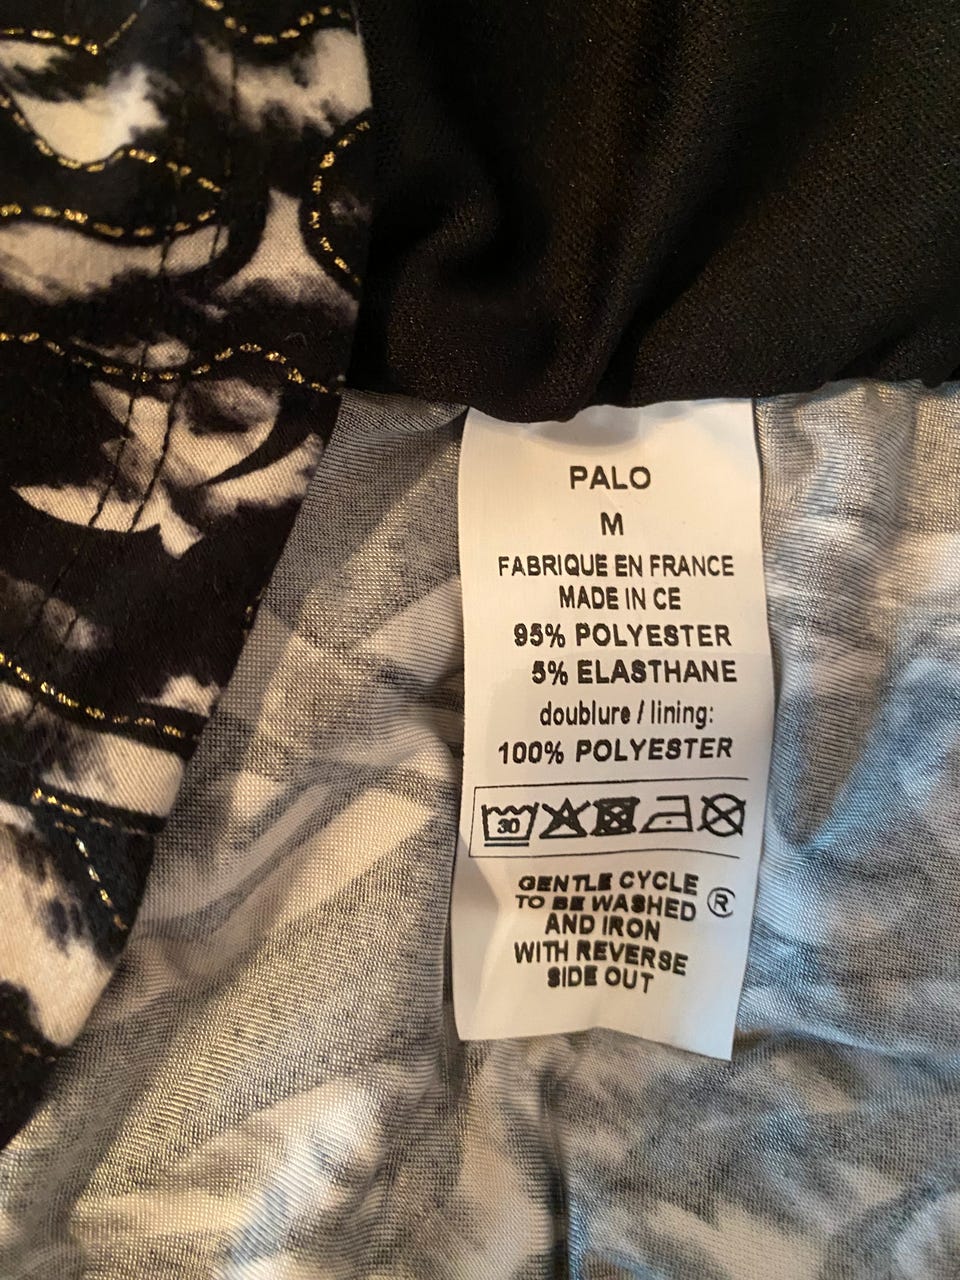 PALO
M
FABRIQUE EN FRANCE
MADE IN CE
95% POLYESTER
5% ELASTHANE
doublure / lining:
100% POLYESTER
30
GENTLE CYCLE
TO BE WASHED ®
AND IRON
WITH REVERSE
SIDE OUT